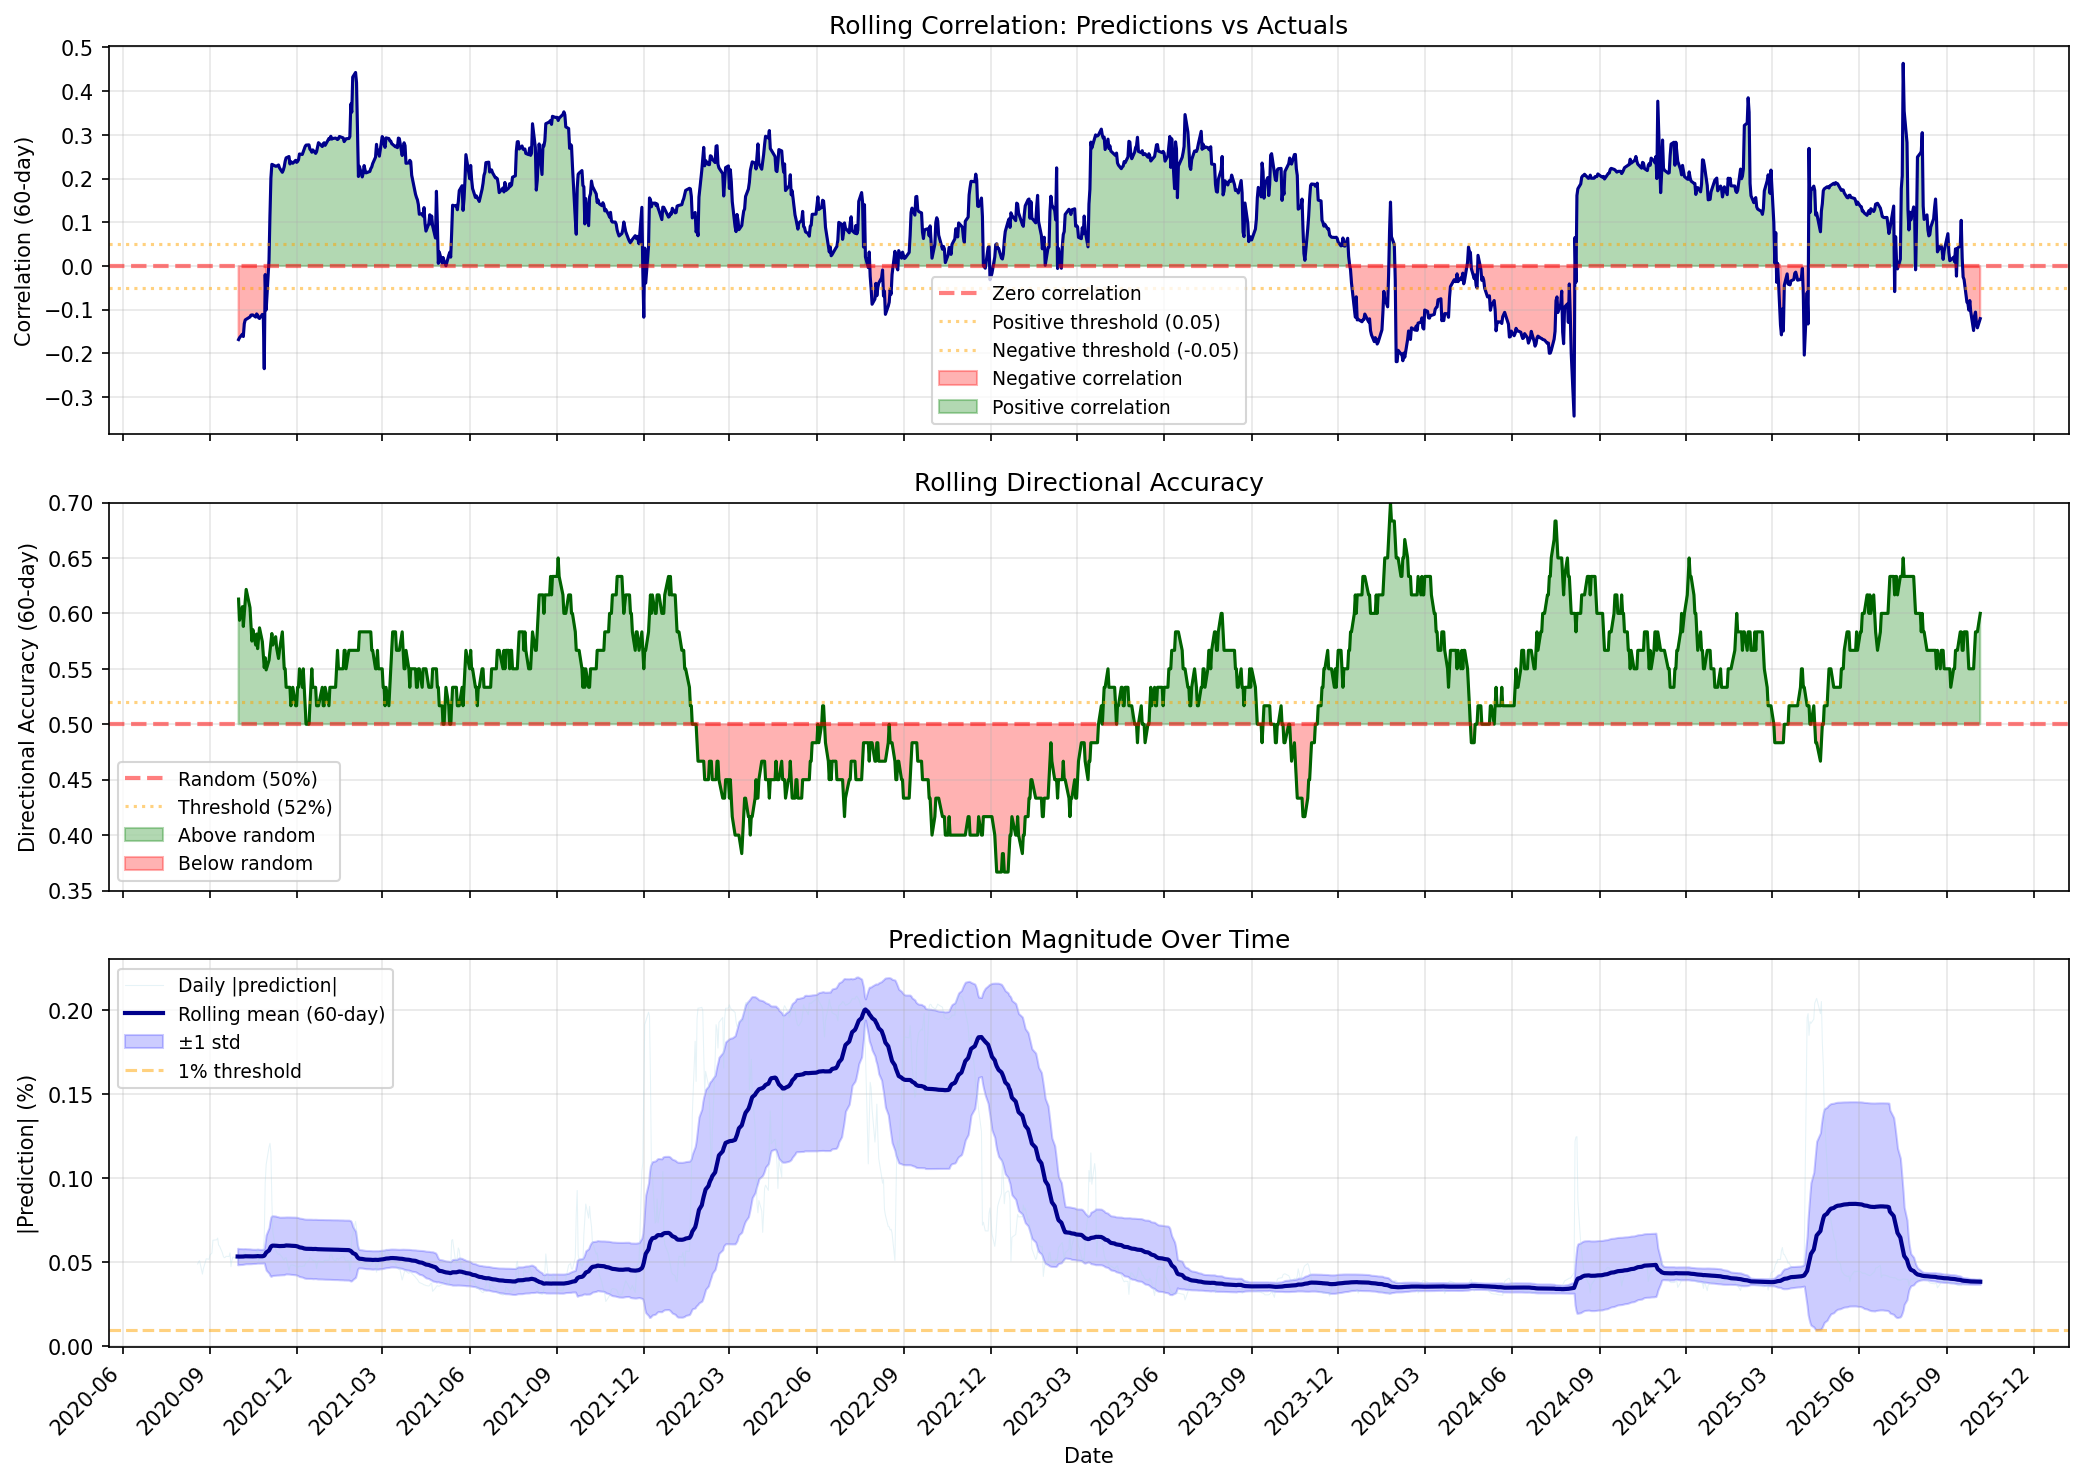 Rolling Correlation: Predictions vs Actuals
Correlation (60-day)
0.5
0.4
0.3
0.2
0.1
0.0
−0.1
−0.2
−0.3
Zero correlation
Positive threshold (0.05)
Negative threshold (-0.05)
Negative correlation
Positive correlation
Rolling Directional Accuracy
Directional Accuracy (60-day)
0.70
0.65
0.60
0.55
0.50
0.45
0.40
0.35
Random (50%)
Threshold (52%)
Above random
Below random
Prediction Magnitude Over Time
|Prediction| (%)
0.20
0.15
0.10
0.05
0.00
Daily |prediction|
Rolling mean (60-day)
±1 std
1% threshold
2020-06
2020-09
2020-12
2021-03
2021-06
2021-09
2021-12
2022-03
2022-06
2022-09
2022-12
2023-03
2023-06
2023-09
2023-12
2024-03
2024-06
2024-09
2024-12
2025-03
2025-06
2025-09
2025-12
Date